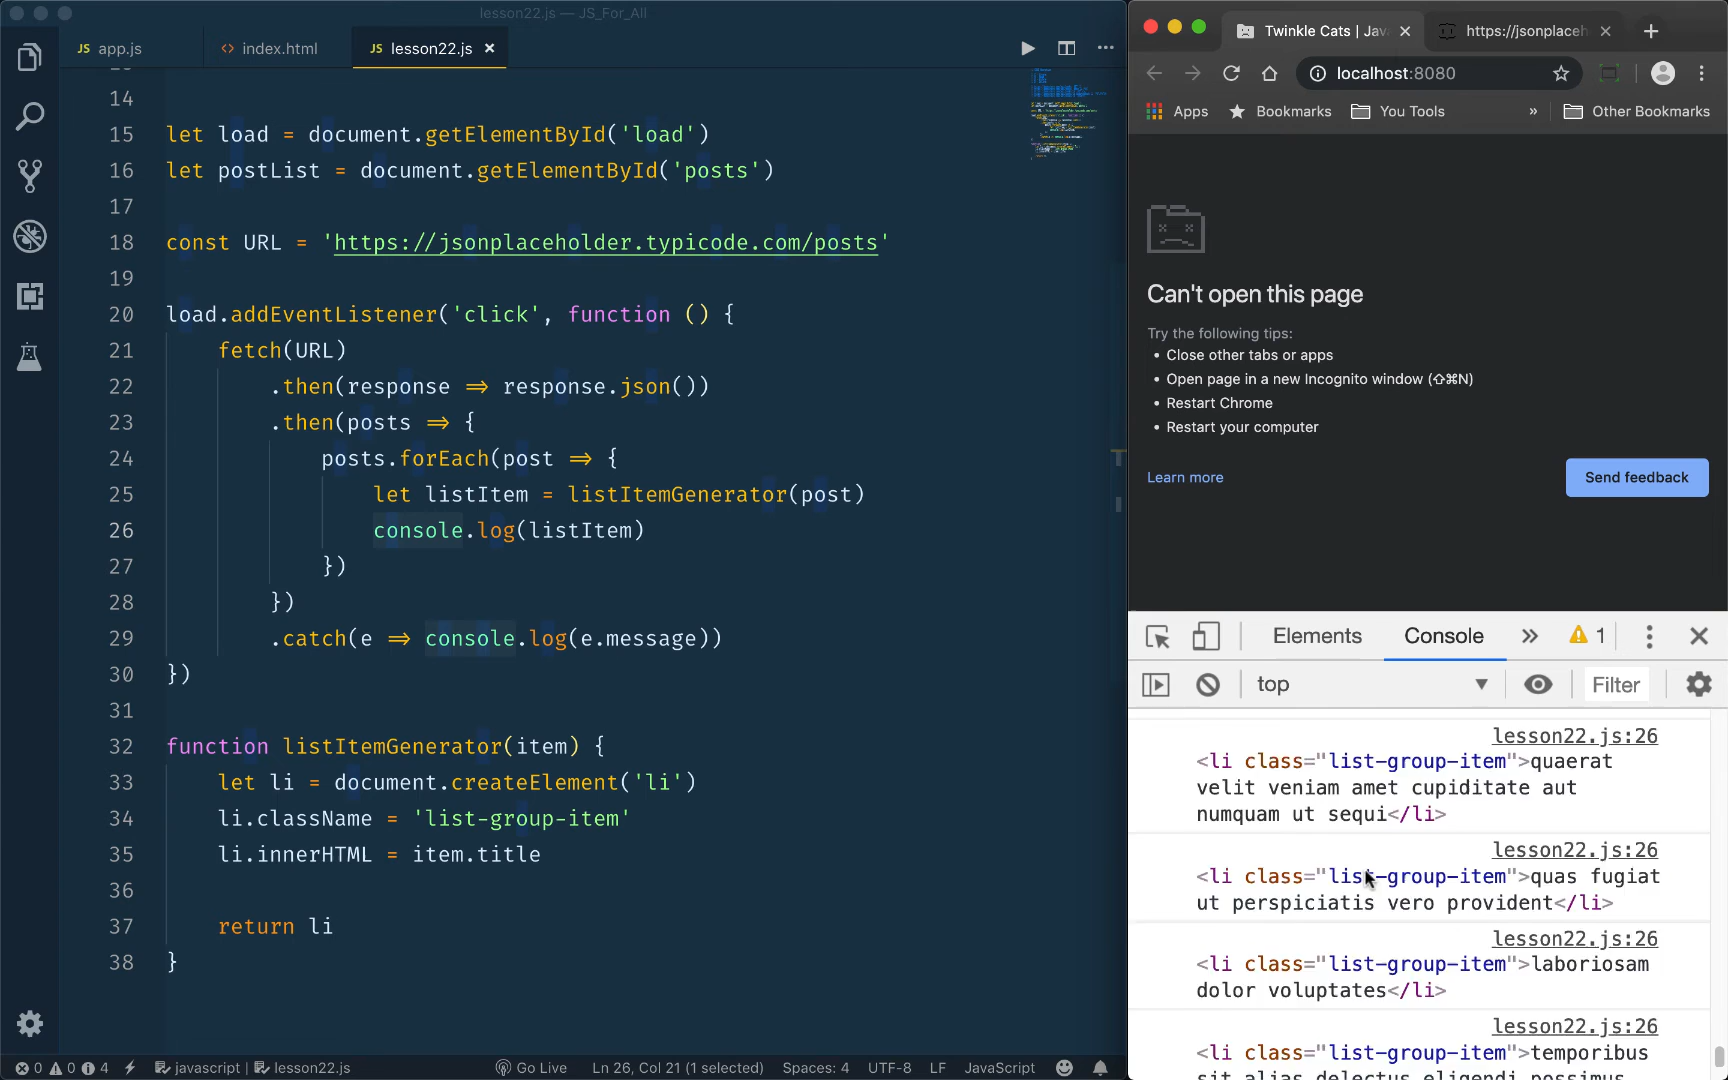 lesson22.js — JS_For_All
JS app.js
<> index.html
JS lesson22.js ×
14
15 let load = document.getElementById('load')
16 let postList = document.getElementById('posts')
17
18 const URL = 'https://jsonplaceholder.typicode.com/posts'
19
20 load.addEventListener('click', function () {
21 fetch(URL)
22 .then(response => response.json())
23 .then(posts => {
24 posts.forEach(post => {
25 let listItem = listItemGenerator(post)
26 console.log(listItem)
27 })
28 })
29 .catch(e => console.log(e.message))
30 })
31
32 function listItemGenerator(item) {
33 let li = document.createElement('li')
34 li.className = 'list-group-item'
35 li.innerHTML = item.title
36
37 return li
38 }
0 0 4 javascript | lesson22.js Go Live Ln 26, Col 21 (1 selected) Spaces: 4 UTF-8 LF JavaScript
Twinkle Cats | Jav
https://jsonplaceh
localhost:8080
Apps Bookmarks You Tools » Other Bookmarks
Can't open this page
Try the following tips:
• Close other tabs or apps
• Open page in a new Incognito window (⇧⌘N)
• Restart Chrome
• Restart your computer
Learn more
Send feedback
Elements Console » 1
top Filter
lesson22.js:26
<li class="list-group-item">quaerat
velit veniam amet cupiditate aut
numquam ut sequi</li>
lesson22.js:26
<li class="list-group-item">quas fugiat
ut perspiciatis vero provident</li>
lesson22.js:26
<li class="list-group-item">laboriosam
dolor voluptates</li>
lesson22.js:26
<li class="list-group-item">temporibus
sit alias delectus eligendi possimus